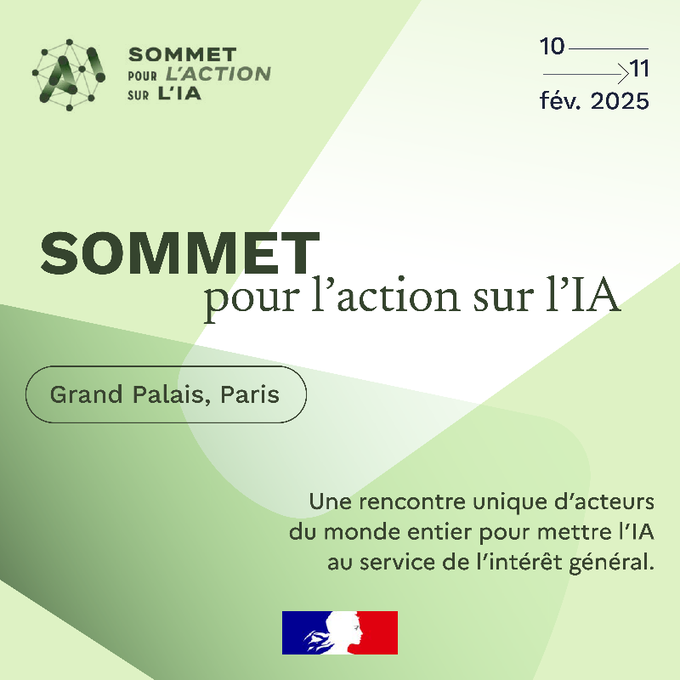 SOMMET
POUR L'ACTION
SUR L'IA
10
11
fév. 2025
SOMMET
pour l'action sur l'IA
Grand Palais, Paris
Une rencontre unique d'acteurs
du monde entier pour mettre l'IA
au service de l'intérêt général.